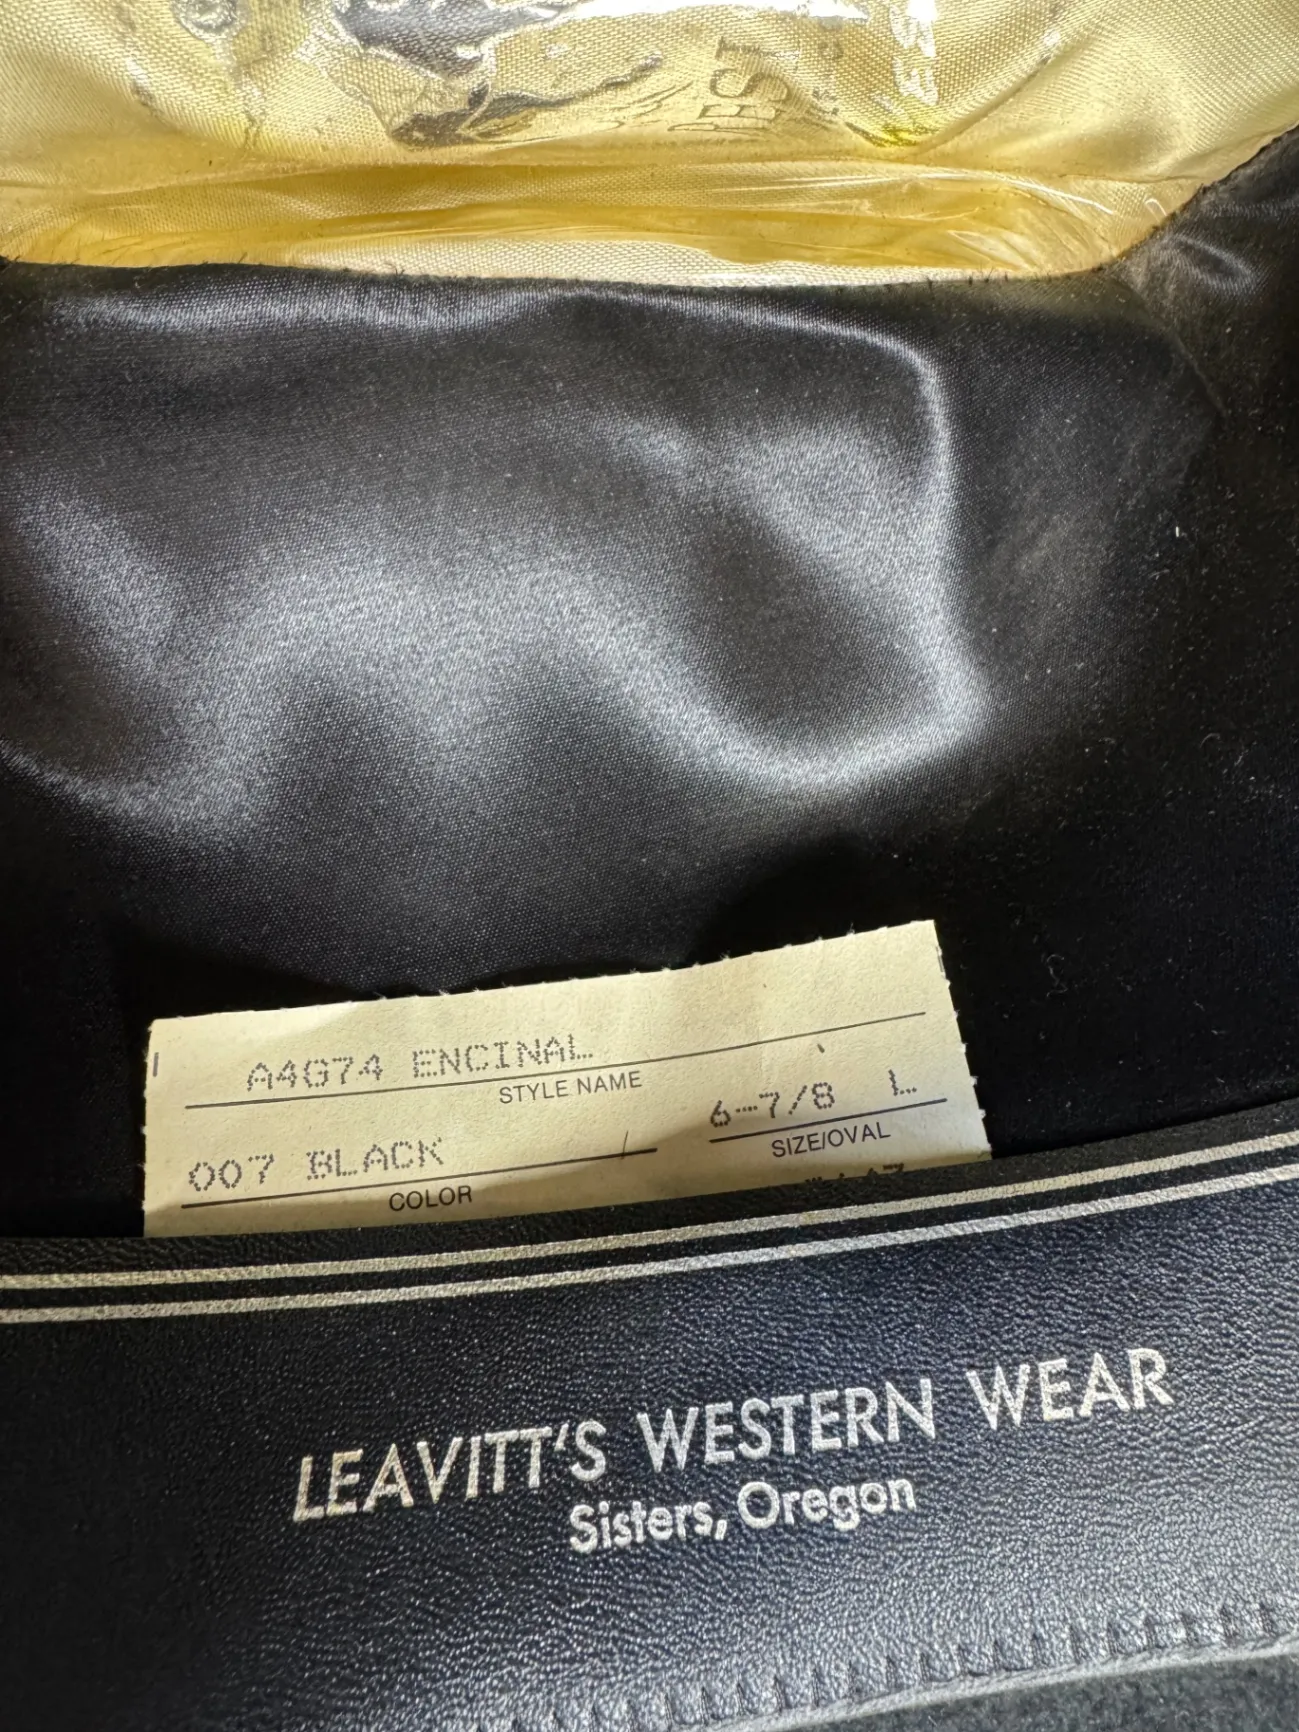 A4G74 ENCINAL
STYLE NAME
007 BLACK
COLOR
6-7/8 L
SIZE/OVAL
LEAVITT'S WESTERN WEAR
Sisters, Oregon